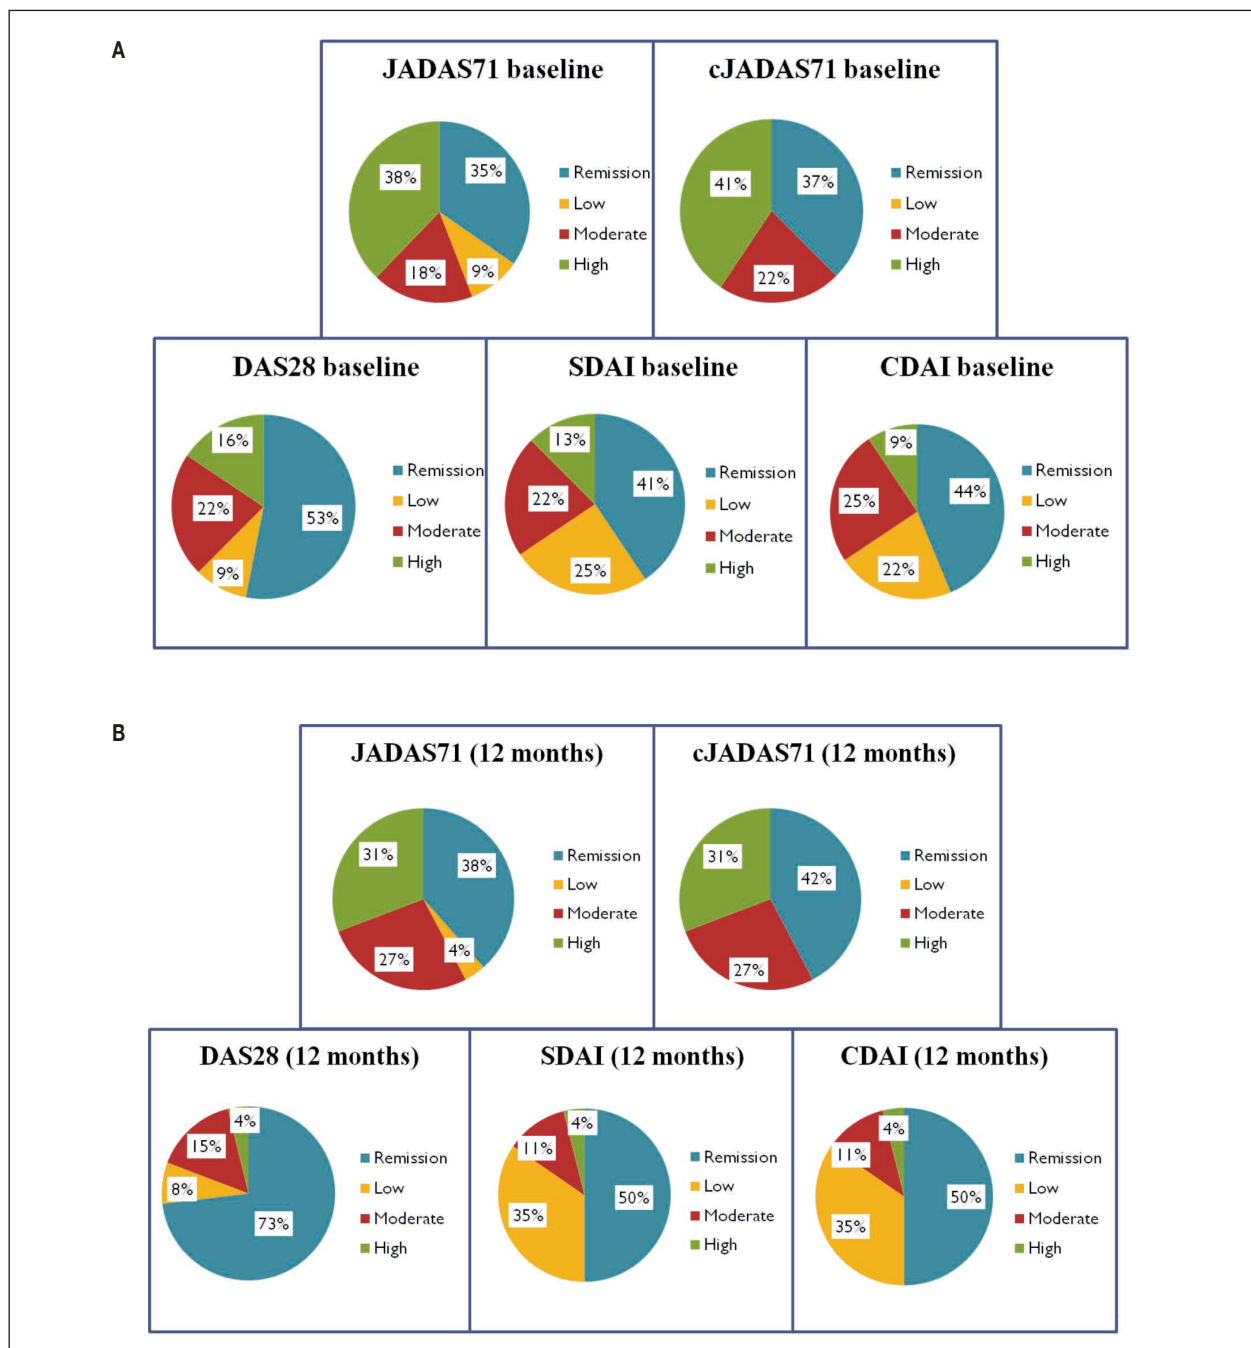 A
JADAS71 baseline
38%
35%
18%
9%
Remission
Low
Moderate
High
cJADAS71 baseline
41%
37%
22%
Remission
Low
Moderate
High
DAS28 baseline
16%
22%
53%
9%
Remission
Low
Moderate
High
SDAI baseline
13%
22%
41%
25%
Remission
Low
Moderate
High
CDAI baseline
9%
25%
44%
22%
Remission
Low
Moderate
High
B
JADAS71 (12 months)
31%
38%
27%
4%
Remission
Low
Moderate
High
cJADAS71 (12 months)
31%
42%
27%
Remission
Low
Moderate
High
DAS28 (12 months)
4%
15%
8%
73%
Remission
Low
Moderate
High
SDAI (12 months)
4%
11%
35%
50%
Remission
Low
Moderate
High
CDAI (12 months)
4%
11%
35%
50%
Remission
Low
Moderate
High